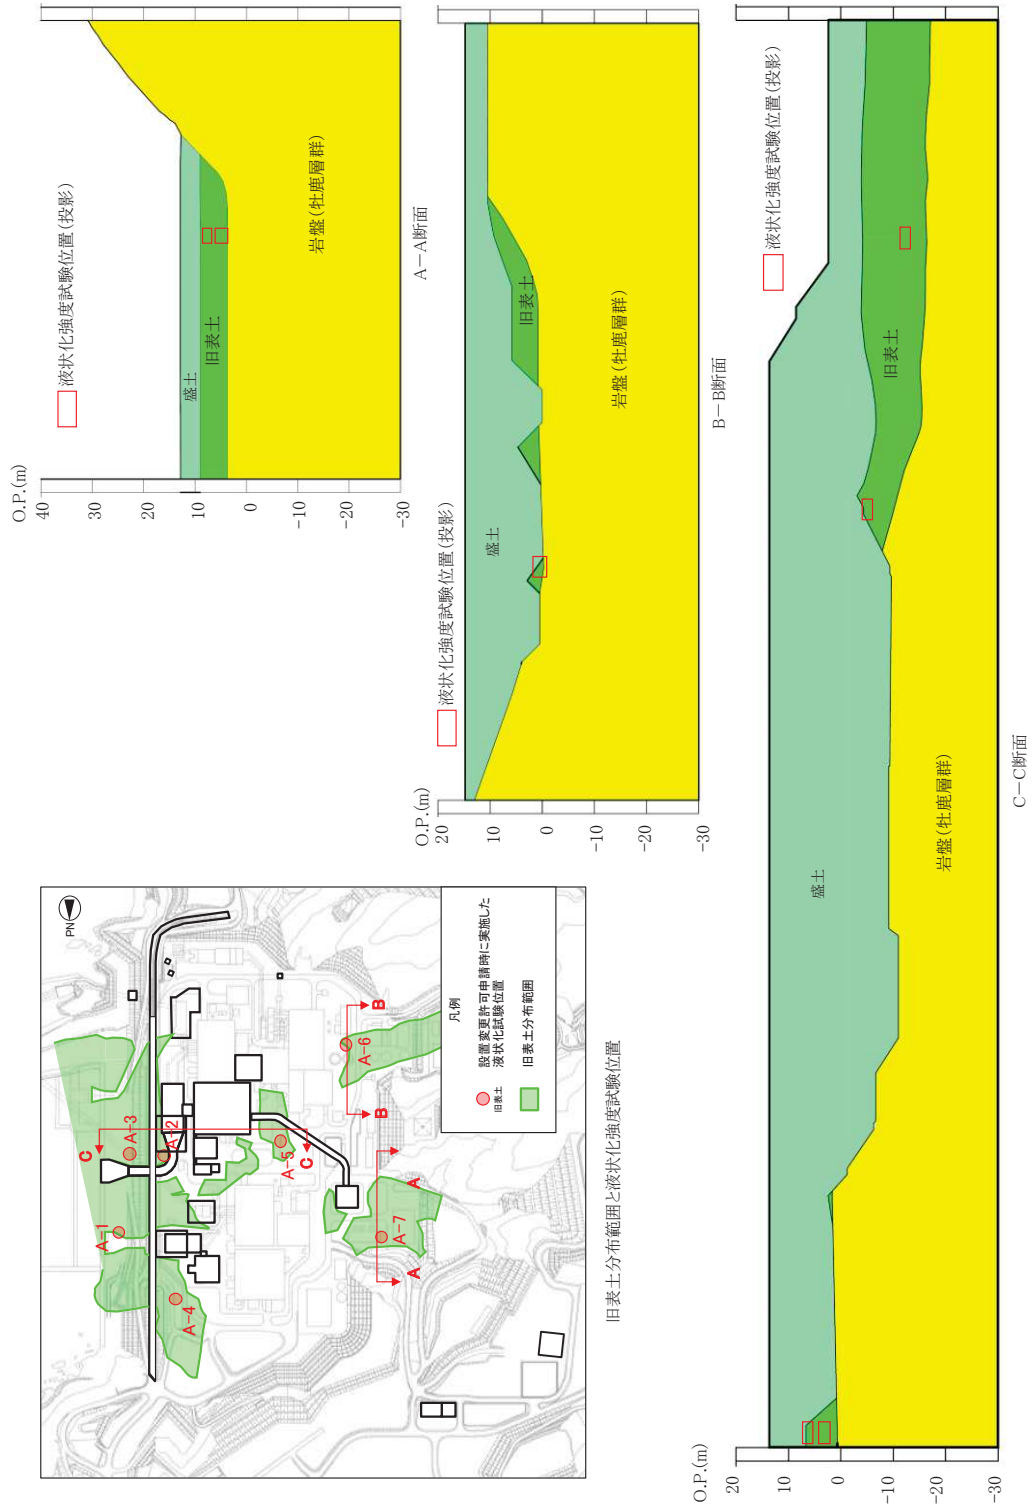 PN
C
C
A-1
A-2
A-3
A-4
A-5
A-6
A-7
A
A
B
B
凡例
旧表土
設置変更許可申請時に実施した
液状化試験位置
旧表土分布範囲
旧表土分布範囲と液状化強度試験位置
O.P.(m)
40
30
20
10
0
-10
-20
-30
液状化強度試験位置(投影)
盛土
旧表土
岩盤(牡鹿層群)
A-A断面
O.P.(m)
20
10
0
-10
-20
-30
液状化強度試験位置(投影)
盛土
旧表土
岩盤(牡鹿層群)
B-B断面
O.P.(m)
20
10
0
-10
-20
-30
液状化強度試験位置(投影)
盛土
旧表土
岩盤(牡鹿層群)
C-C断面